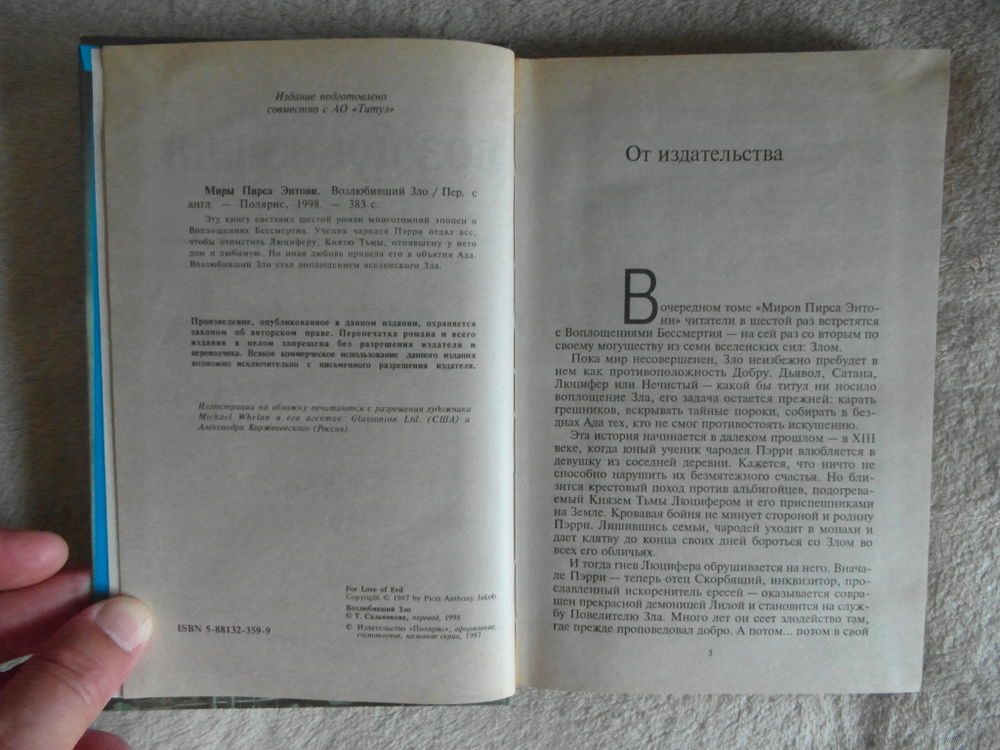 Издание подготовлено
совместно с АО «Титул»
Миры Пирса Энтони. Возлюбивший Зло / Пер. с
англ. — Полярис, 1998. — 383 с.
Эту книгу составил шестой роман многотомной эпопеи о
Воплощениях Бессмертия. Ученик чародея Пэрри отдал все,
чтобы отомстить Люциферу, Князю Тьмы, отнявшему у него
дом и любимую. Но иная любовь привела его в объятия Ада.
Возлюбивший Зло стал воплощением вселенского Зла.
Произведение, опубликованное в данном издании, охраняется
законом об авторском праве. Перепечатка романа и всего
издания в целом запрещена без разрешения издателя и
переводчика. Всякое коммерческое использование данного издания
возможно исключительно с письменного разрешения издателя.
Иллюстрации на обложку печатаются с разрешения художника
Michael Whelan и его агентов: Glassonion Ltd. (США) и
Александра Корженевского (Россия).
For Love of Evil
Copyright © 1987 by Piers Anthony Jakob
Возлюбивший Зло
© Т. Сальникова, перевод, 1998
© Издательство «Полярис», оформление,
составление, название серии, 1997
ISBN 5-88132-359-9
От издательства
В очередном томе «Миров Пирса Энто-
ни» читатели в шестой раз встретятся
с Воплощениями Бессмертия — на сей раз со вторым по
своему могуществу из семи вселенских сил: Злом.
Пока мир несовершенен, Зло неизбежно пребудет в
нем как противоположность Добру. Дьявол, Сатана,
Люцифер или Нечистый — какой бы титул ни носило
воплощение Зла, его задача остается прежней: карать
грешников, вскрывать тайные пороки, собирать в без-
днах Ада тех, кто не смог противостоять искушению.
Эта история начинается в далеком прошлом — в XIII
веке, когда юный ученик чародея Пэрри влюбляется в
девушку из соседней деревни. Кажется, что ничто не
способно нарушить их безмятежного счастья. Но бли-
зится крестовый поход против альбигойцев, подогревае-
мый Князем Тьмы Люцифером и его приспешниками
на Земле. Кровавая бойня не минует стороной и родину
Пэрри. Лишившись семьи, чародей уходит в монахи и
дает клятву до конца своих дней бороться со Злом во
всех его обличьях.
И тогда гнев Люцифера обрушивается на него. Внача-
ле Пэрри — теперь отец Скорбящий, инквизитор, про-
славленный искоренитель ересей — оказывается совра-
щен прекрасной демоницей Лилой и становится на служ-
бу Повелителю Зла. Много лет он сеет злодейство там,
где прежде проповедовал добро. А потом... потом в свой
5